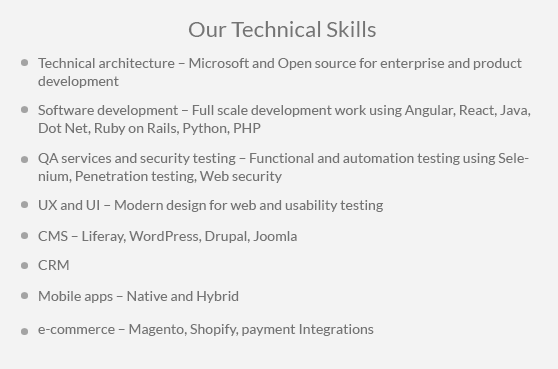 Our Technical Skills
Technical architecture – Microsoft and Open source for enterprise and product
development
Software development – Full scale development work using Angular, React, Java,
Dot Net, Ruby on Rails, Python, PHP
QA services and security testing – Functional and automation testing using Sele-
nium, Penetration testing, Web security
UX and UI – Modern design for web and usability testing
CMS – Liferay, WordPress, Drupal, Joomla
CRM
Mobile apps – Native and Hybrid
e-commerce – Magento, Shopify, payment Integrations